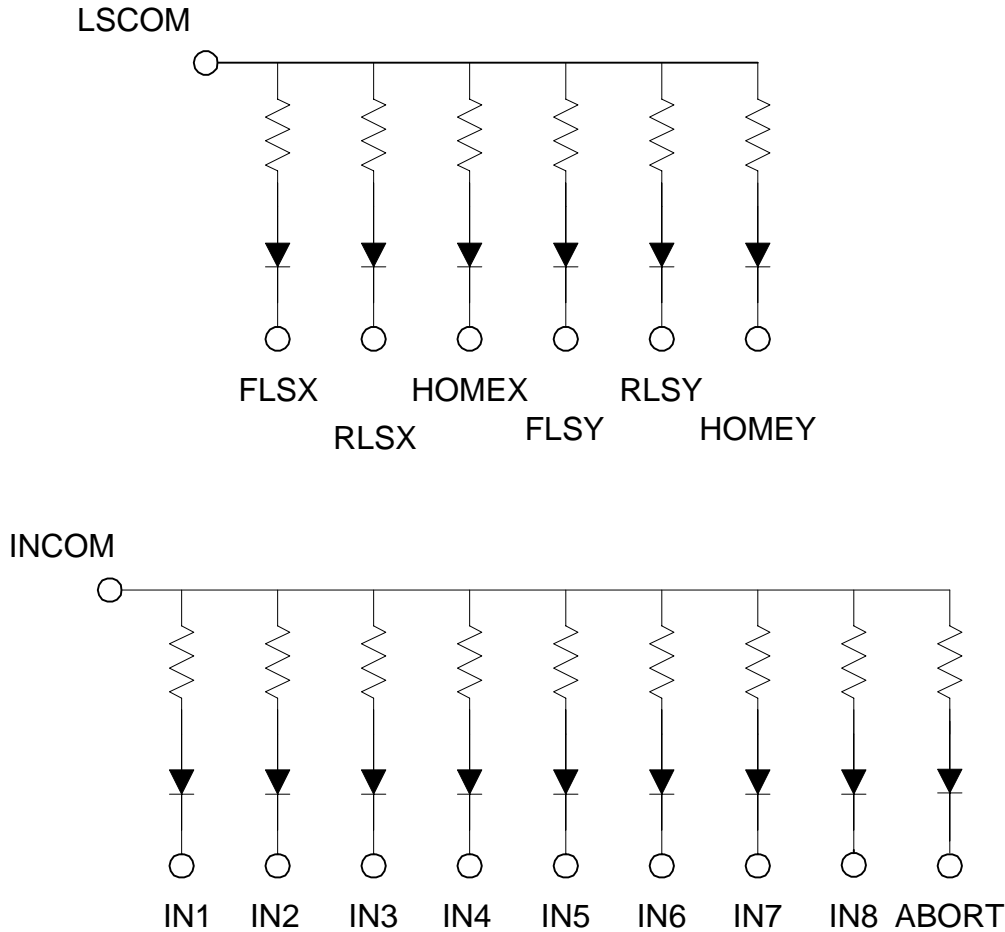 LSCOM
FLSX
HOMEX
RLSY
RLSX
FLSY
HOMEY
INCOM
IN1 IN2 IN3 IN4 IN5 IN6 IN7 IN8 ABORT